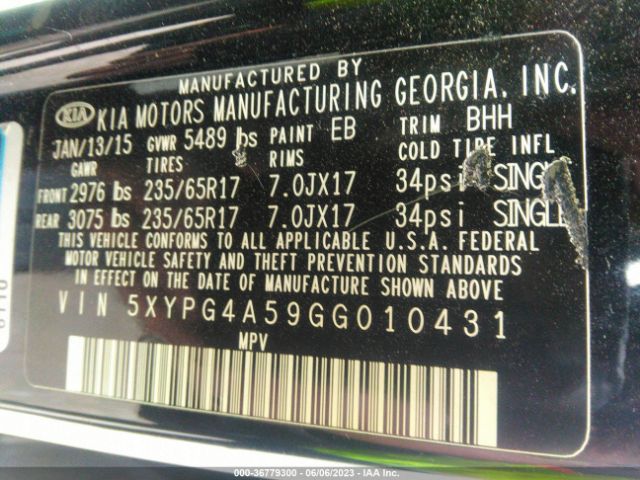 MANUFACTURED BY
KIA KIA MOTORS MANUFACTURING GEORGIA, INC.
JAN/13/15 GVWR 5489 lbs PAINT EB TRIM BHH
GAWR TIRES RIMS COLD TIRE INFL
FRONT 2976 lbs 235/65R17 7.0JX17 34psi SINGLE
REAR 3075 lbs 235/65R17 7.0JX17 34psi SINGLE
THIS VEHICLE CONFORMS TO ALL APPLICABLE U.S.A. FEDERAL
MOTOR VEHICLE SAFETY AND THEFT PREVENTION STANDARDS
IN EFFECT ON THE DATE OF MANUFACTURE SHOWN ABOVE
VIN 5XYPG4A59GG010431
MPV
000-36779300 - 06/06/2023 - IAA Inc.